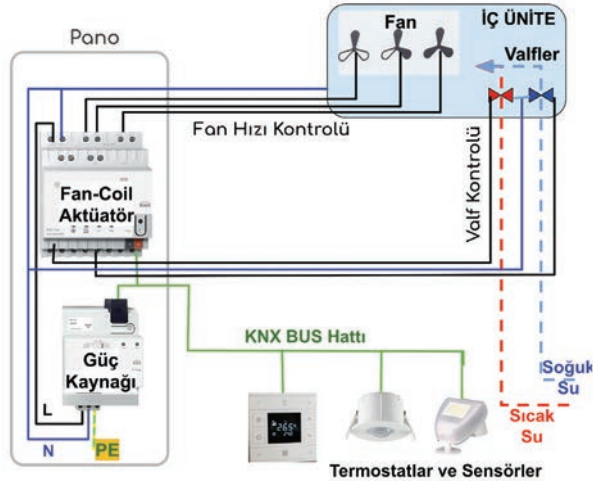 Pano
İÇ ÜNİTE
Fan
Valfler
Fan Hızı Kontrolü
Valf Kontrolü
Fan-Coil
Aktüatör
KNX BUS Hattı
Güç
Kaynağı
L
N
PE
Soğuk
Su
Sıcak
Su
Termostatlar ve Sensörler